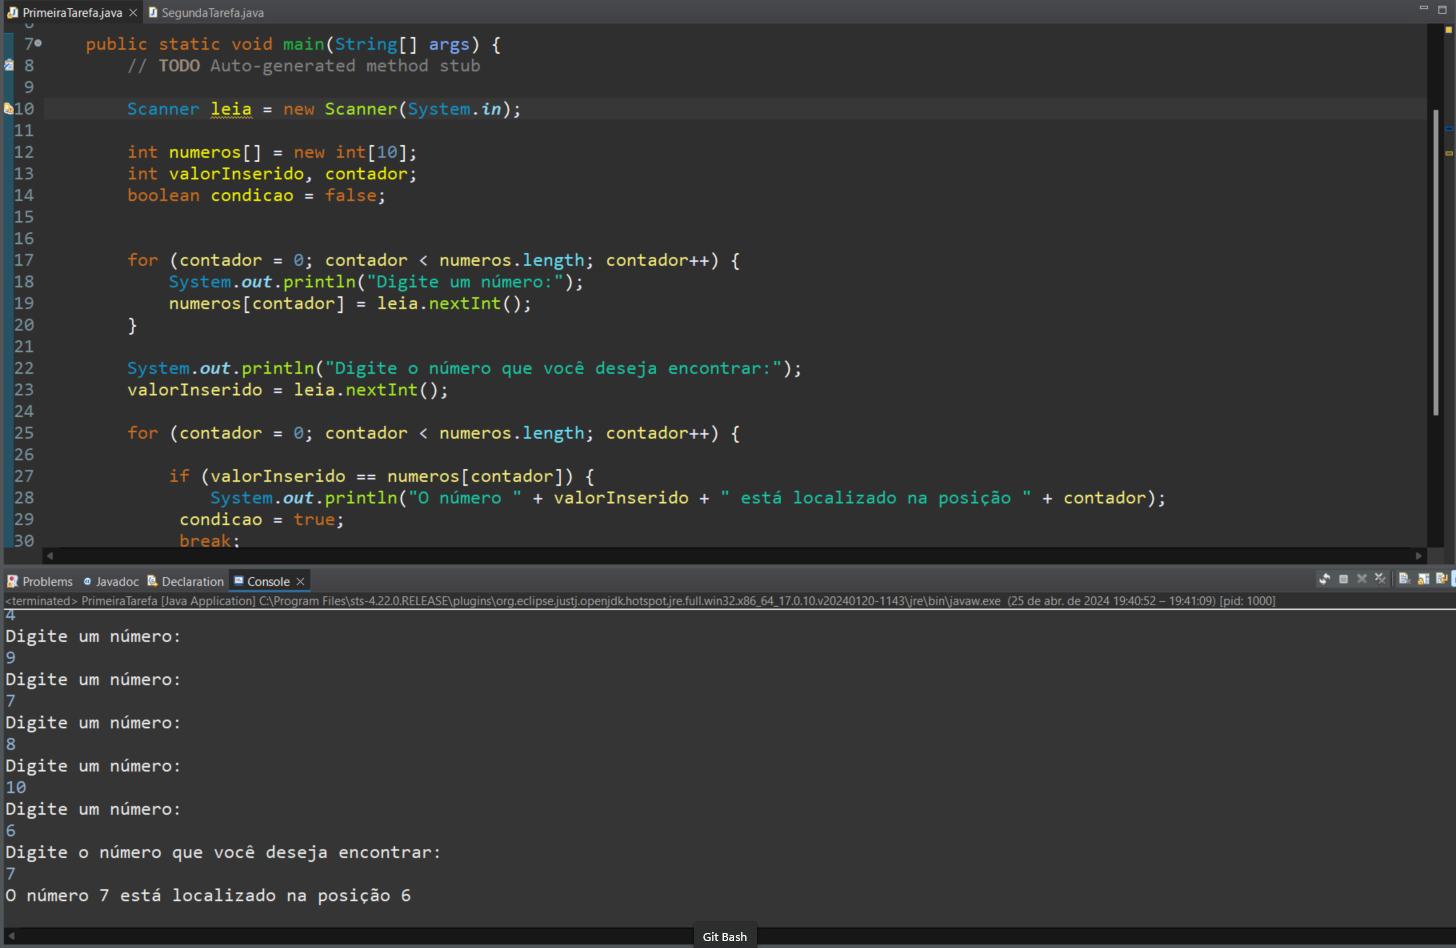 PrimeiraTarefa.java SegundaTarefa.java
6
7 public static void main(String[] args) {
8 // TODO Auto-generated method stub
9
10 Scanner leia = new Scanner(System.in);
11
12 int numeros[] = new int[10];
13 int valorInserido, contador;
14 boolean condicao = false;
15
16
17 for (contador = 0; contador < numeros.length; contador++) {
18 System.out.println("Digite um número:");
19 numeros[contador] = leia.nextInt();
20 }
21
22 System.out.println("Digite o número que você deseja encontrar:");
23 valorInserido = leia.nextInt();
24
25 for (contador = 0; contador < numeros.length; contador++) {
26
27 if (valorInserido == numeros[contador]) {
28 System.out.println("O número " + valorInserido + " está localizado na posição " + contador);
29 condicao = true;
30 break;
Problems Javadoc Declaration Console
<terminated> PrimeiraTarefa [Java Application] C:\Program Files\sts-4.22.0.RELEASE\plugins\org.eclipse.justj.openjdk.hotspot.jre.full.win32.x86_64_17.0.10.v20240120-1143\jre\bin\javaw.exe (25 de abr. de 2024 19:40:52 – 19:41:09) [pid: 1000]
4
Digite um número:
9
Digite um número:
7
Digite um número:
8
Digite um número:
10
Digite um número:
6
Digite o número que você deseja encontrar:
7
O número 7 está localizado na posição 6
Git Bash